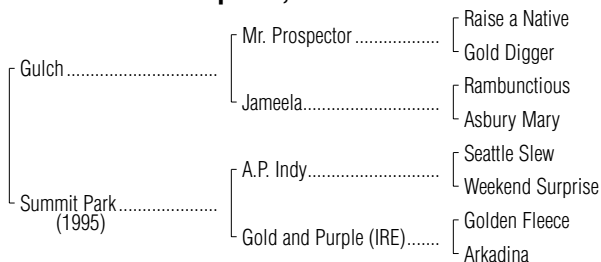 Raise a Native
Mr. Prospector ..................
Gold Digger
Gulch ................................
Rambunctious
Jameela.............................
Asbury Mary
Seattle Slew
A.P. Indy............................
Weekend Surprise
Summit Park.....................
(1995)
Golden Fleece
Gold and Purple (IRE).......
Arkadina